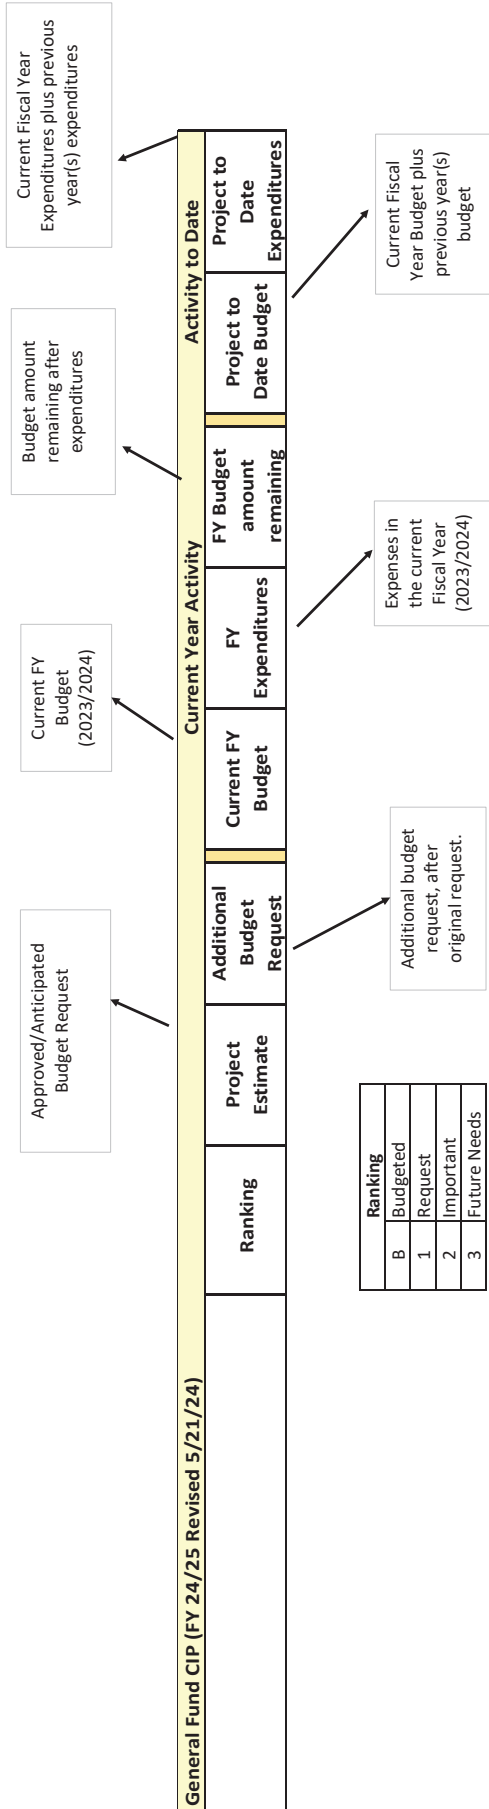 Approved/Anticipated
Budget Request
Current FY
Budget
(2023/2024)
Budget amount
remaining after
expenditures
Current Fiscal Year
Expenditures plus previous
year(s) expenditures
General Fund CIP (FY 24/25 Revised 5/21/24)
Current Year Activity
Activity to Date
Ranking
Project
Estimate
Additional
Budget
Request
Current FY
Budget
FY
Expenditures
FY Budget
amount
remaining
Project to
Date Budget
Project to
Date
Expenditures
Ranking
B Budgeted
1 Request
2 Important
3 Future Needs
Additional budget
request, after
original request.
Expenses in
the current
Fiscal Year
(2023/2024)
Current Fiscal
Year Budget plus
previous year(s)
budget